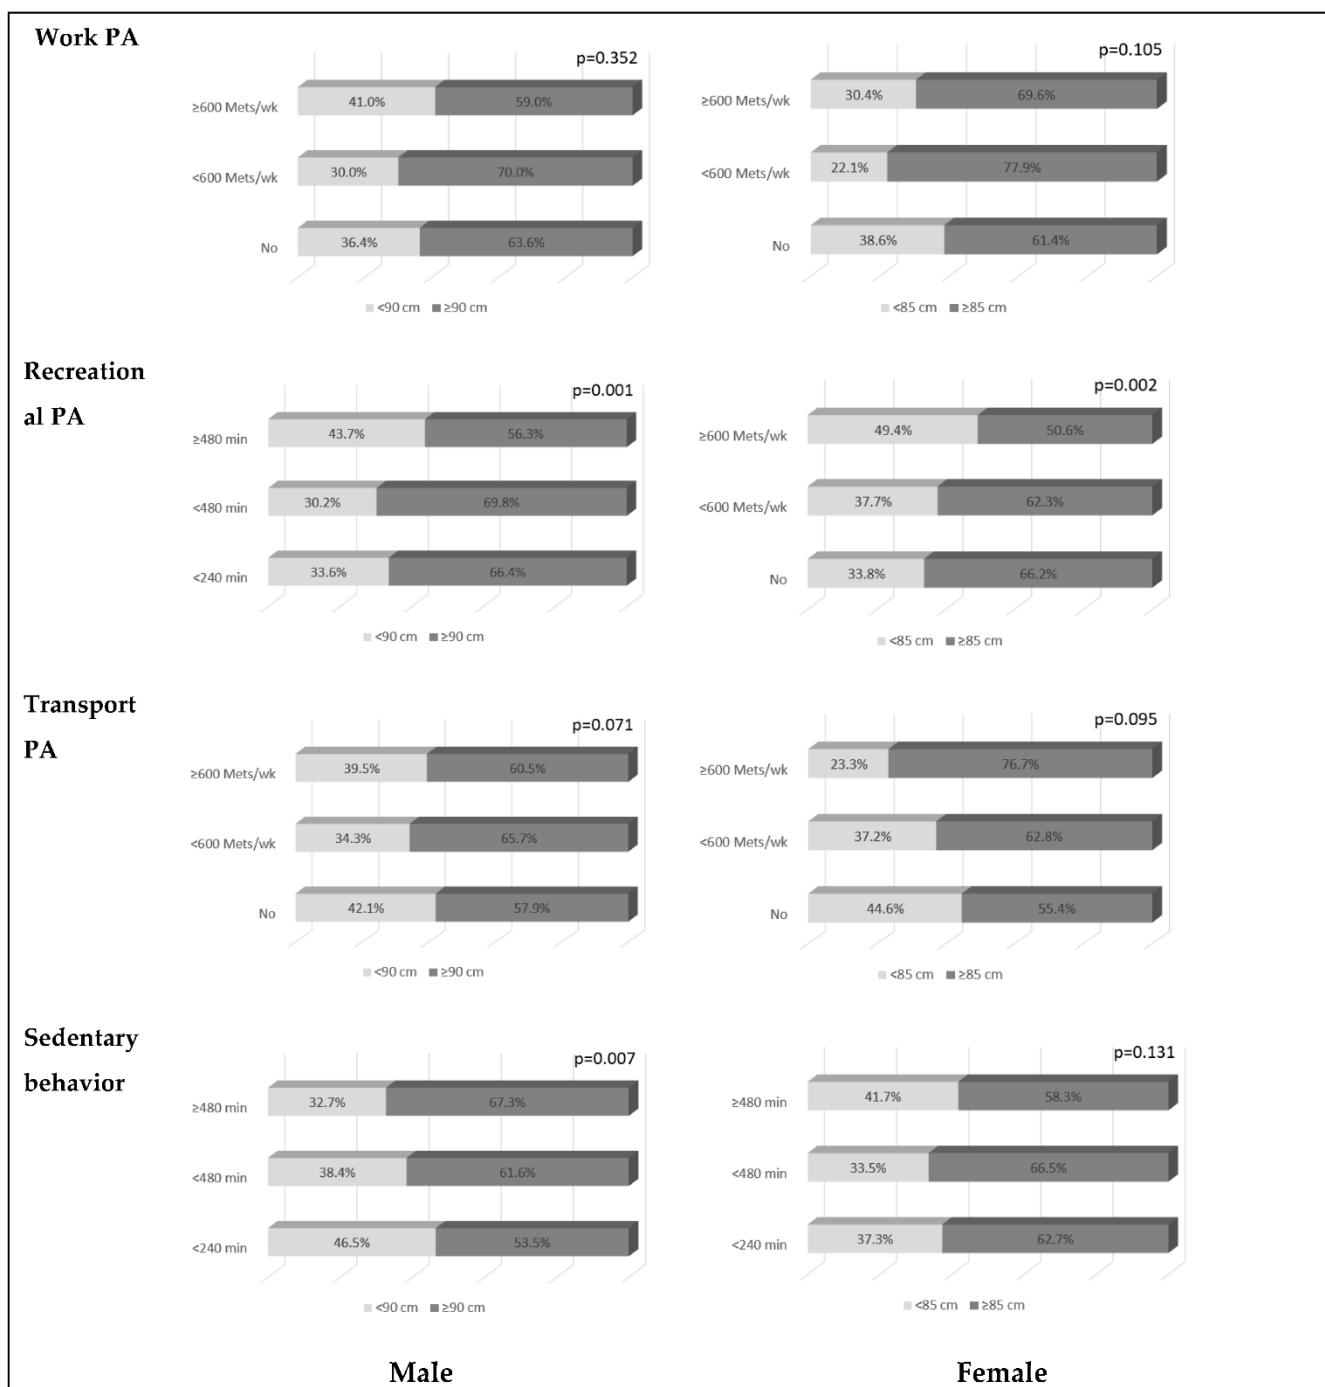 Work PA
p=0.352
≥600 Mets/wk
41.0% 59.0%
<600 Mets/wk
30.0% 70.0%
No
36.4% 63.6%
<90 cm ≥90 cm
p=0.105
≥600 Mets/wk
30.4% 69.6%
<600 Mets/wk
22.1% 77.9%
No
38.6% 61.4%
<85 cm ≥85 cm
Recreation
al PA
p=0.001
≥480 min
43.7% 56.3%
<480 min
30.2% 69.8%
<240 min
33.6% 66.4%
<90 cm ≥90 cm
p=0.002
≥600 Mets/wk
49.4% 50.6%
<600 Mets/wk
37.7% 62.3%
No
33.8% 66.2%
<85 cm ≥85 cm
Transport
PA
p=0.071
≥600 Mets/wk
39.5% 60.5%
<600 Mets/wk
34.3% 65.7%
No
42.1% 57.9%
<90 cm ≥90 cm
p=0.095
≥600 Mets/wk
23.3% 76.7%
<600 Mets/wk
37.2% 62.8%
No
44.6% 55.4%
<85 cm ≥85 cm
Sedentary
behavior
p=0.007
≥480 min
32.7% 67.3%
<480 min
38.4% 61.6%
<240 min
46.5% 53.5%
<90 cm ≥90 cm
p=0.131
≥480 min
41.7% 58.3%
<480 min
33.5% 66.5%
<240 min
37.3% 62.7%
<85 cm ≥85 cm
Male
Female